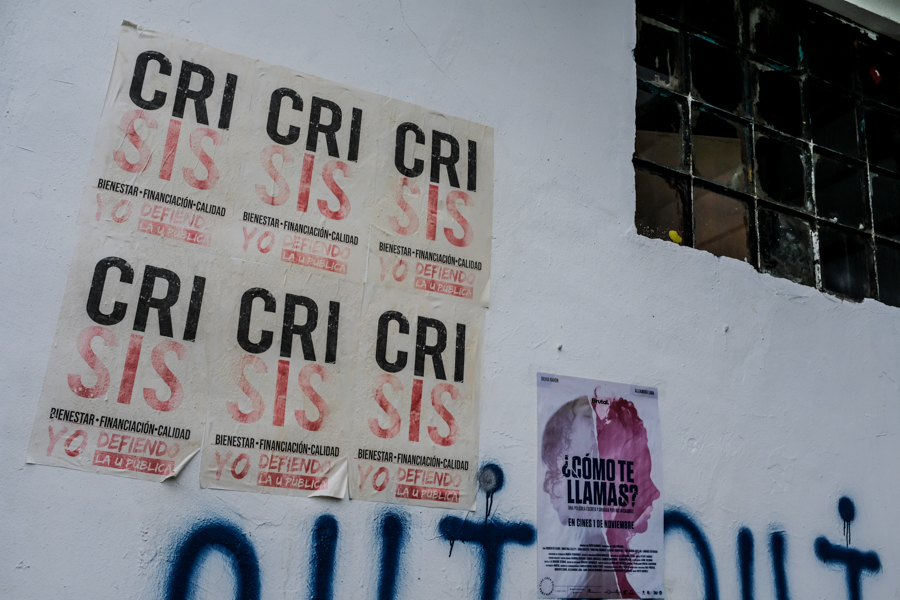 CRI
SIS
BIENESTAR•FINANCIACIÓN•CALIDAD
YO DEFIENDO
LA U PÚBLICA
CRI
SIS
BIENESTAR•FINANCIACIÓN•CALIDAD
YO DEFIENDO
LA U PÚBLICA
CRI
SIS
BIENESTAR•FINANCIACIÓN•CALIDAD
YO DEFIENDO
LA U PÚBLICA
CRI
SIS
BIENESTAR•FINANCIACIÓN•CALIDAD
YO DEFIENDO
LA U PÚBLICA
CRI
SIS
BIENESTAR•FINANCIACIÓN•CALIDAD
YO DEFIENDO
LA U PÚBLICA
CRI
SIS
BIENESTAR•FINANCIACIÓN•CALIDAD
YO DEFIENDO
LA U PÚBLICA
Brutal
¿CÓMO TE
LLAMAS?
EN CINES 1 DE NOVIEMBRE